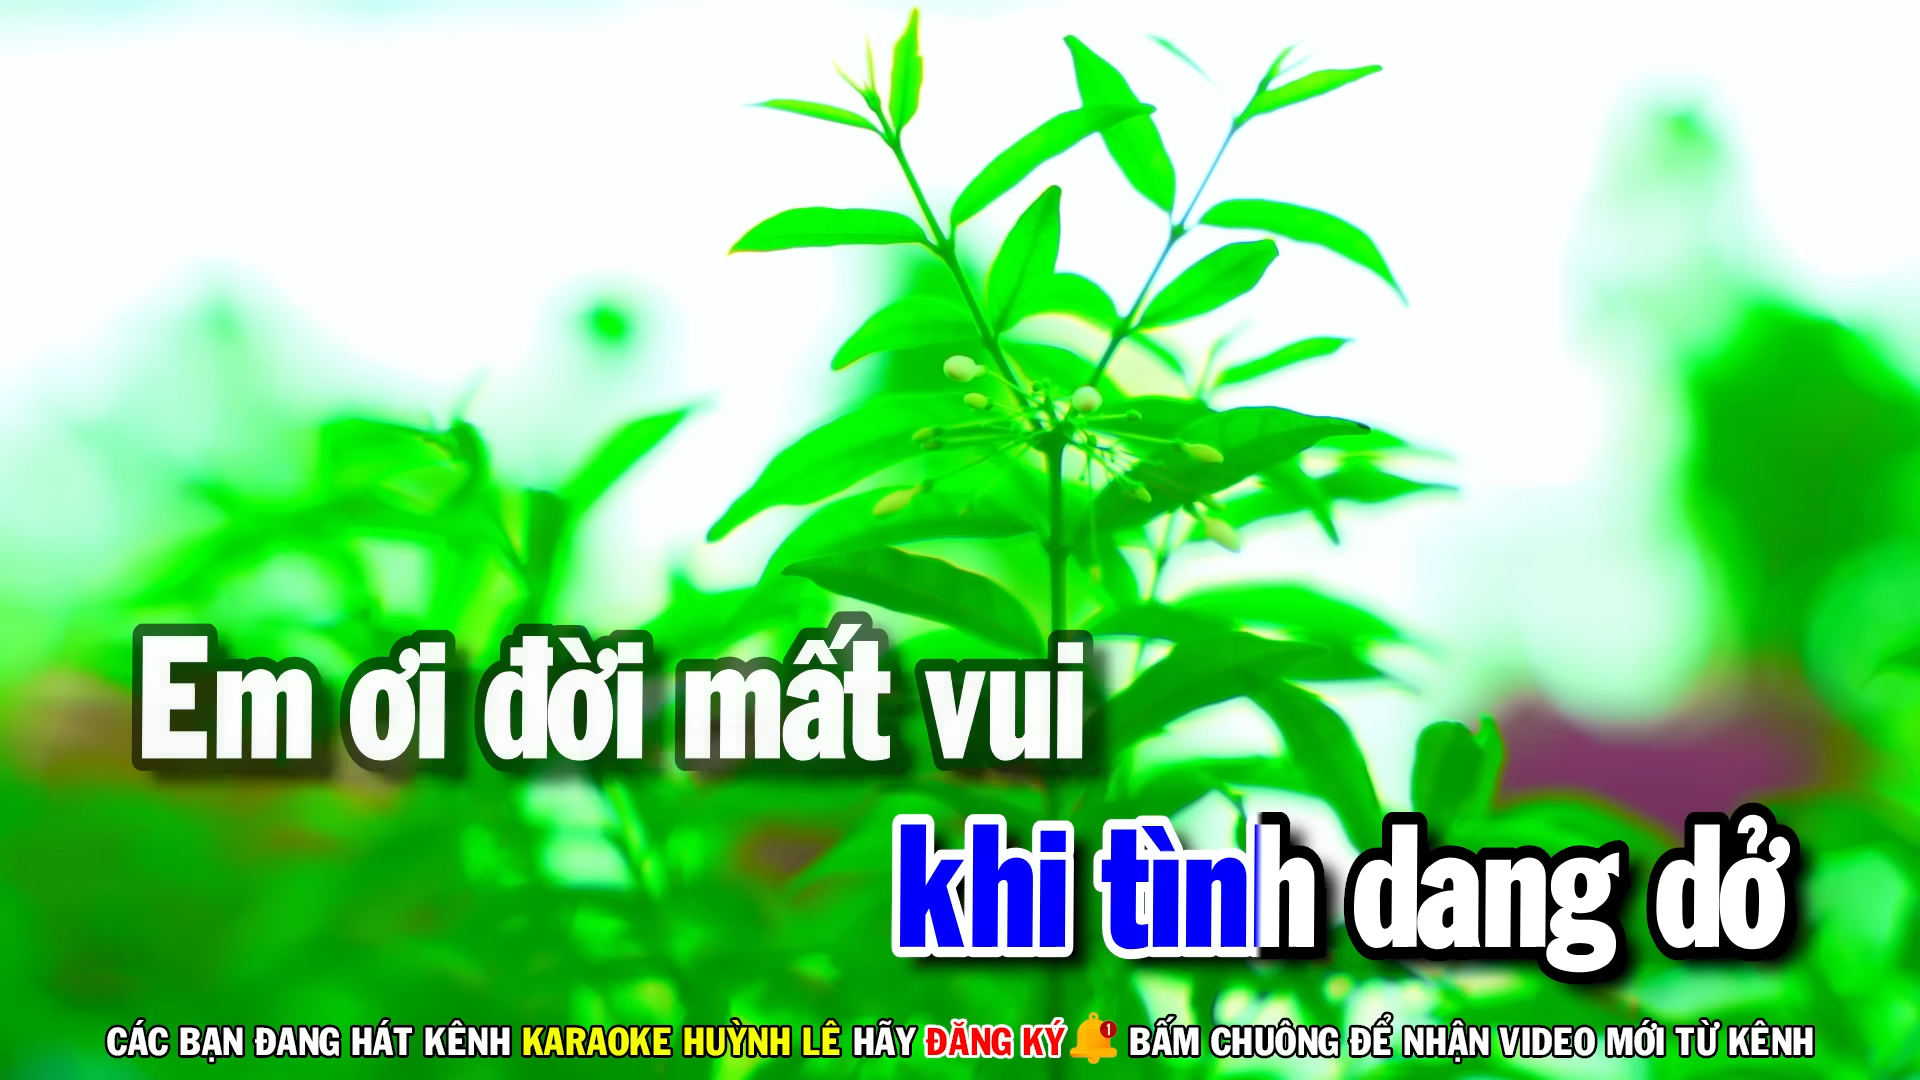 Em ơi đời mất vui
khi tình dang dở
CÁC BẠN ĐANG HÁT KÊNH KARAOKE HUỲNH LÊ HÃY ĐĂNG KÝ 1 BẤM CHUÔNG ĐỂ NHẬN VIDEO MỚI TỪ KÊNH